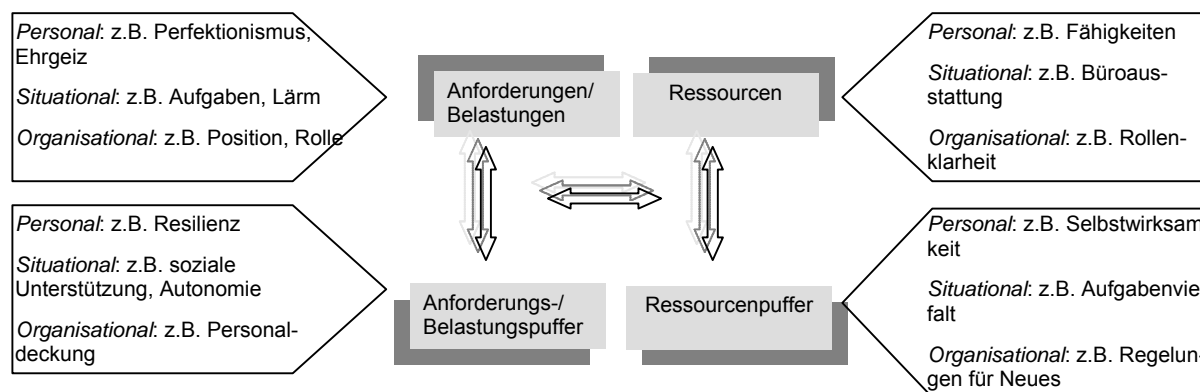 Personal: z.B. Perfektionismus,
Ehrgeiz
Situational: z.B. Aufgaben, Lärm
Organisational: z.B. Position, Rolle
Anforderungen/
Belastungen
Ressourcen
Personal: z.B. Fähigkeiten
Situational: z.B. Büroaus-
stattung
Organisational: z.B. Rollen-
klarheit
Personal: z.B. Resilienz
Situational: z.B. soziale
Unterstützung, Autonomie
Organisational: z.B. Personal-
deckung
Anforderungs-/
Belastungspuffer
Ressourcenpuffer
Personal: z.B. Selbstwirksam
keit
Situational: z.B. Aufgabenvie
falt
Organisational: z.B. Regelun-
gen für Neues